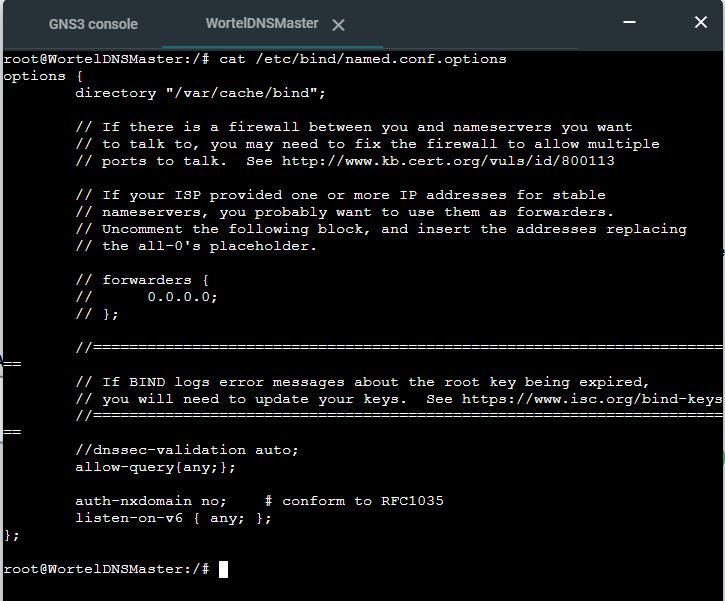 GNS3 console
WortelDNSMaster
root@WortelDNSMaster:/# cat /etc/bind/named.conf.options
options {
        directory "/var/cache/bind";

        // If there is a firewall between you and nameservers you want
        // to talk to, you may need to fix the firewall to allow multiple
        // ports to talk.  See http://www.kb.cert.org/vuls/id/800113

        // If your ISP provided one or more IP addresses for stable
        // nameservers, you probably want to use them as forwarders.
        // Uncomment the following block, and insert the addresses replacing
        // the all-0's placeholder.

        // forwarders {
        //      0.0.0.0;
        // };

        //======================================================================
==
        // If BIND logs error messages about the root key being expired,
        // you will need to update your keys.  See https://www.isc.org/bind-keys
        //======================================================================
==
        //dnssec-validation auto;
        allow-query{any;};

        auth-nxdomain no;    # conform to RFC1035
        listen-on-v6 { any; };
};

root@WortelDNSMaster:/#